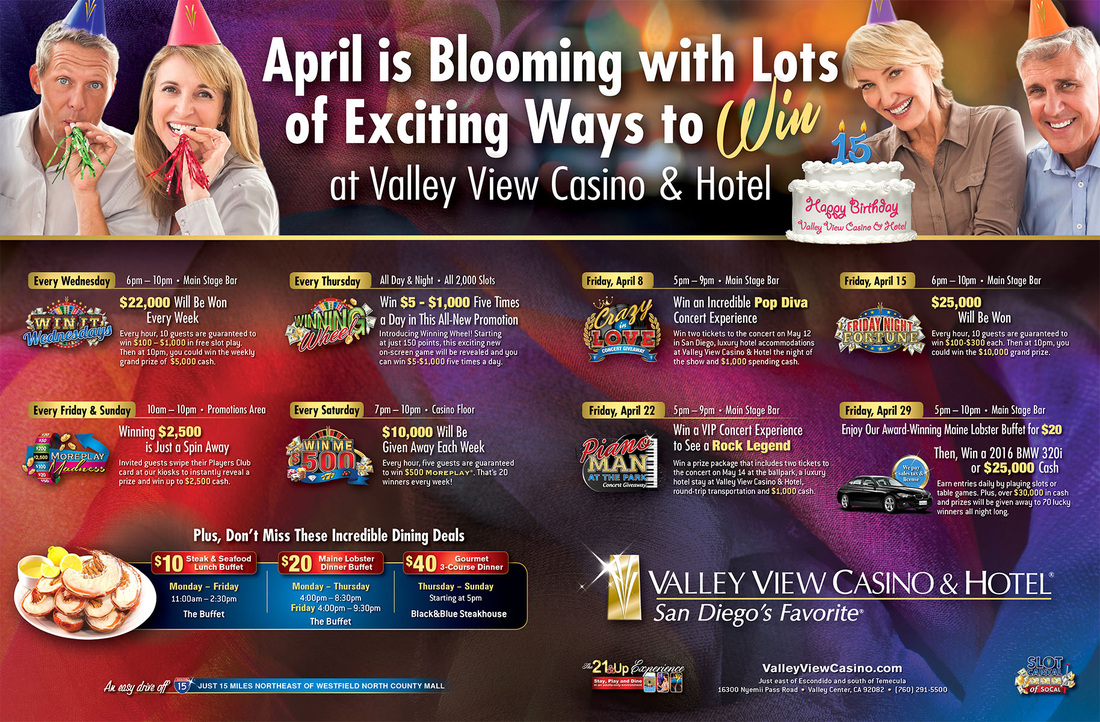 April is Blooming with Lots
of Exciting Ways to Win
at Valley View Casino & Hotel
15
Happy Birthday
Valley View Casino & Hotel
Every Wednesday
6pm – 10pm • Main Stage Bar
WIN IT
Wednesdays
$22,000 Will Be Won
Every Week
Every hour, 10 guests are guaranteed to
win $100 – $1,000 in free slot play.
Then at 10pm, you could win the weekly
grand prize of $5,000 cash.
Every Thursday
All Day & Night • All 2,000 Slots
WINNING
Wheel
Win $5 - $1,000 Five Times
a Day in This All-New Promotion
Introducing Winning Wheel! Starting
at just 150 points, this exciting new
on-screen game will be revealed and you
can win $5-$1,000 five times a day.
Friday, April 8
5pm – 9pm • Main Stage Bar
Crazy
in
LOVE
CONCERT GIVEAWAY
Win an Incredible Pop Diva
Concert Experience
Win two tickets to the concert on May 12
in San Diego, luxury hotel accommodations
at Valley View Casino & Hotel the night of
the show and $1,000 spending cash.
Friday, April 15
6pm – 10pm • Main Stage Bar
FRIDAY NIGHT
FORTUNE
$25,000
Will Be Won
Every hour, 10 guests are guaranteed to
win $100-$300 each. Then at 10pm, you
could win the $10,000 grand prize.
Every Friday & Sunday
10am – 10pm • Promotions Area
MOREPLAY
Madness
Winning $2,500
is Just a Spin Away
Invited guests swipe their Players Club
card at our kiosks to instantly reveal a
prize and win up to $2,500 cash.
Every Saturday
7pm – 10pm • Casino Floor
WIN ME
$500
$10,000 Will Be
Given Away Each Week
Every hour, five guests are guaranteed
to win $500 MOREPLAY®. That's 20
winners every week!
Friday, April 22
5pm – 9pm • Main Stage Bar
Piano
MAN
AT THE PARK
Concert Giveaway
Win a VIP Concert Experience
to See a Rock Legend
Win a prize package that includes two tickets to
the concert on May 14 at the ballpark, a luxury
hotel stay at Valley View Casino & Hotel,
round-trip transportation and $1,000 cash.
Friday, April 29
5pm – 10pm • Main Stage Bar
Enjoy Our Award-Winning Maine Lobster Buffet for $20
We pay
sales tax &
license
Then, Win a 2016 BMW 320i
or $25,000 Cash
Earn entries daily by playing slots or
table games. Plus, over $30,000 in cash
and prizes will be given away to 70 lucky
winners all night long.
Plus, Don't Miss These Incredible Dining Deals
$10 Steak & Seafood
Lunch Buffet
Monday – Friday
11:00am – 2:30pm
The Buffet
$20 Maine Lobster
Dinner Buffet
Monday – Thursday
4:00pm – 8:30pm
Friday 4:00pm – 9:30pm
The Buffet
$40 Gourmet
3-Course Dinner
Thursday – Sunday
Starting at 5pm
Black&Blue Steakhouse
VALLEY VIEW CASINO & HOTEL®
San Diego's Favorite®
An easy drive off 15 JUST 15 MILES NORTHEAST OF WESTFIELD NORTH COUNTY MALL
The 21 & Up Experience
Stay, Play and Dine
ValleyViewCasino.com
Just east of Escondido and south of Temecula
16300 Nyemii Pass Road • Valley Center, CA 92082 • (760) 291-5500
SLOT
CAPITAL
OF SOCAL